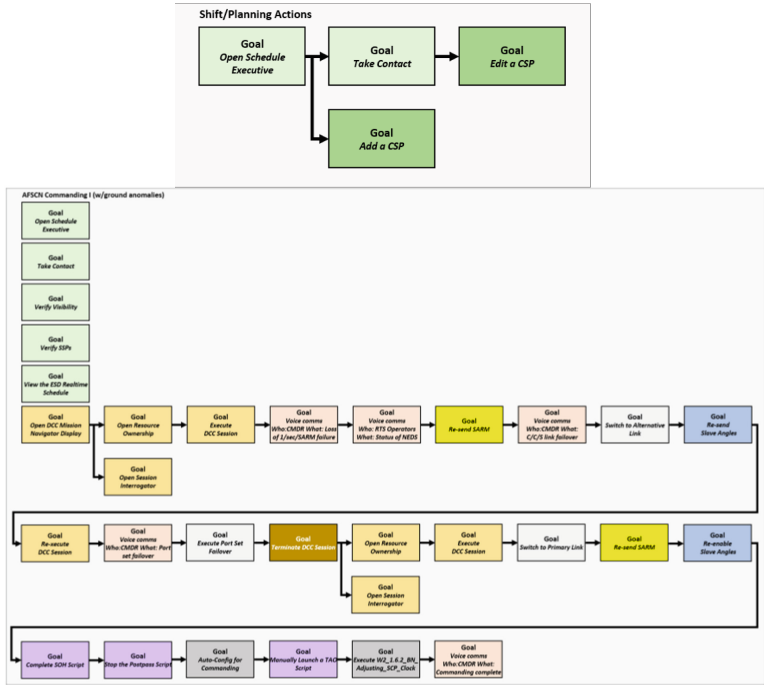 Shift/Planning Actions
Goal
Open Schedule
Executive
Goal
Take Contact
Goal
Edit a CSP
Goal
Add a CSP
AFSCN Commanding I (w/ground anomalies)
Goal
Open Schedule
Executive
Goal
Take Contact
Goal
Verify Visibility
Goal
Verify SSPs
Goal
View the ESD Realtime
Schedule
Goal
Open DCC Mission
Navigator Display
Goal
Open Resource
Ownership
Goal
Execute
DCC Session
Goal
Voice comms
Who:CMDR What: Loss
of 1/sec/SARM failure
Goal
Voice comms
Who: RTS Operators
What: Status of NEDS
Goal
Re-send SARM
Goal
Voice comms
Who:CMDR What:
C/C/S link failover
Goal
Switch to Alternative
Link
Goal
Re-send
Slave Angles
Goal
Open Session
Interrogator
Goal
Re-xecute
DCC Session
Goal
Voice comms
Who:CMDR What: Port
set failover
Goal
Execute Port Set
Failover
Goal
Terminate DCC Session
Goal
Open Resource
Ownership
Goal
Execute
DCC Session
Goal
Switch to Primary Link
Goal
Re-send SARM
Goal
Re-enable
Slave Angles
Goal
Open Session
Interrogator
Goal
Complete SOH Script
Goal
Stop the Postpass Script
Goal
Auto-Config for
Commanding
Goal
Manually Launch a TAO
Script
Goal
Execute W2_1.6.2_BN_
Adjusting_SCP_Clock
Goal
Voice comms
Who:CMDR What:
Commanding complete